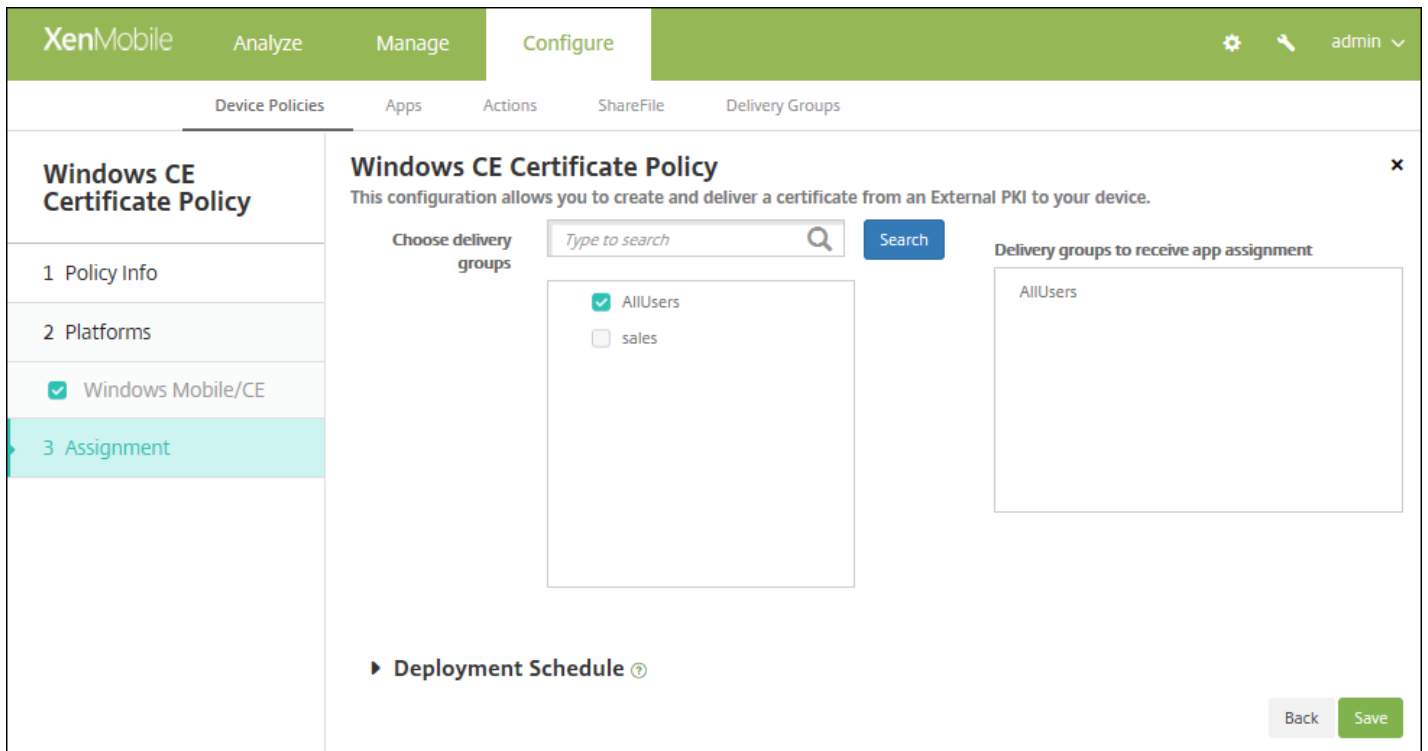 XenMobile Analyze Manage Configure admin
Device Policies Apps Actions ShareFile Delivery Groups
Windows CE
Certificate Policy
1 Policy Info
2 Platforms
Windows Mobile/CE
3 Assignment
Windows CE Certificate Policy
This configuration allows you to create and deliver a certificate from an External PKI to your device.
Choose delivery
groups
Type to search
Search
AllUsers
sales
Delivery groups to receive app assignment
AllUsers
Deployment Schedule ?
Back Save